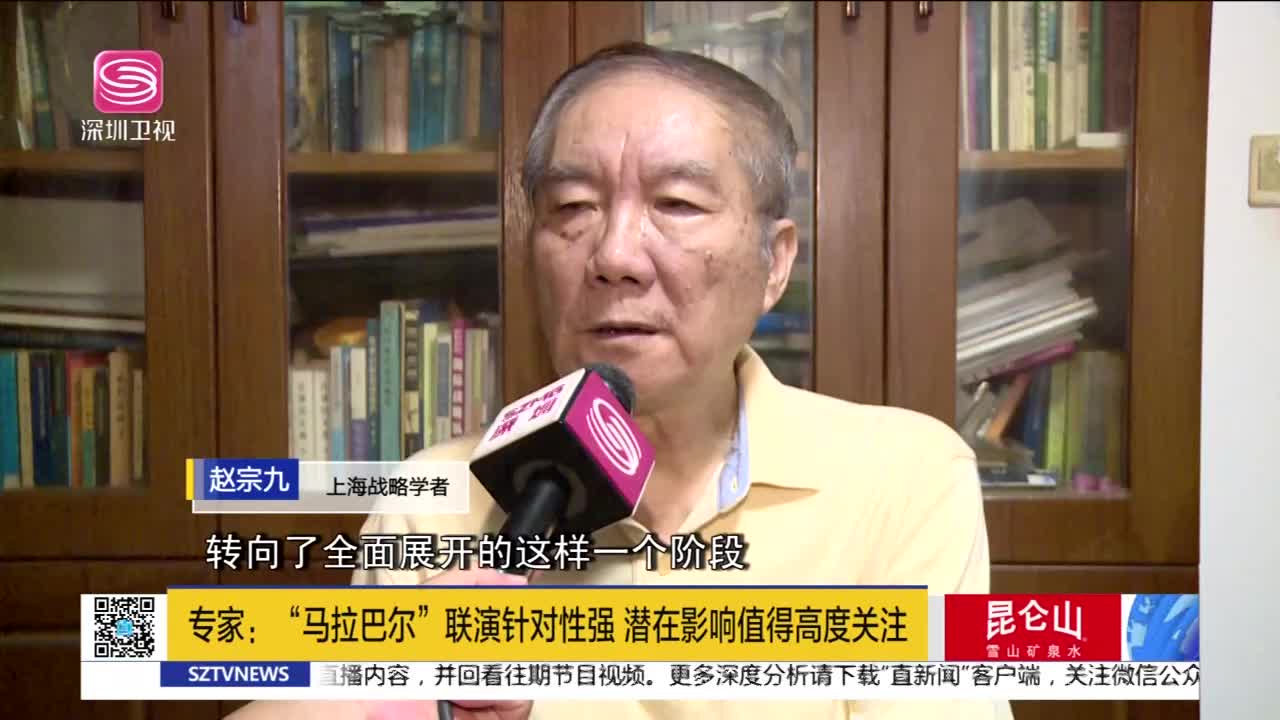 深圳卫视
赵宗九
上海战略学者
转向了全面展开的这样一个阶段
专家：“马拉巴尔”联演针对性强 潜在影响值得高度关注
昆仑山
雪山矿泉水
SZTVNEWS
直播内容，并回看往期节目视频。更多深度分析请下载“直新闻”客户端，关注微信公众